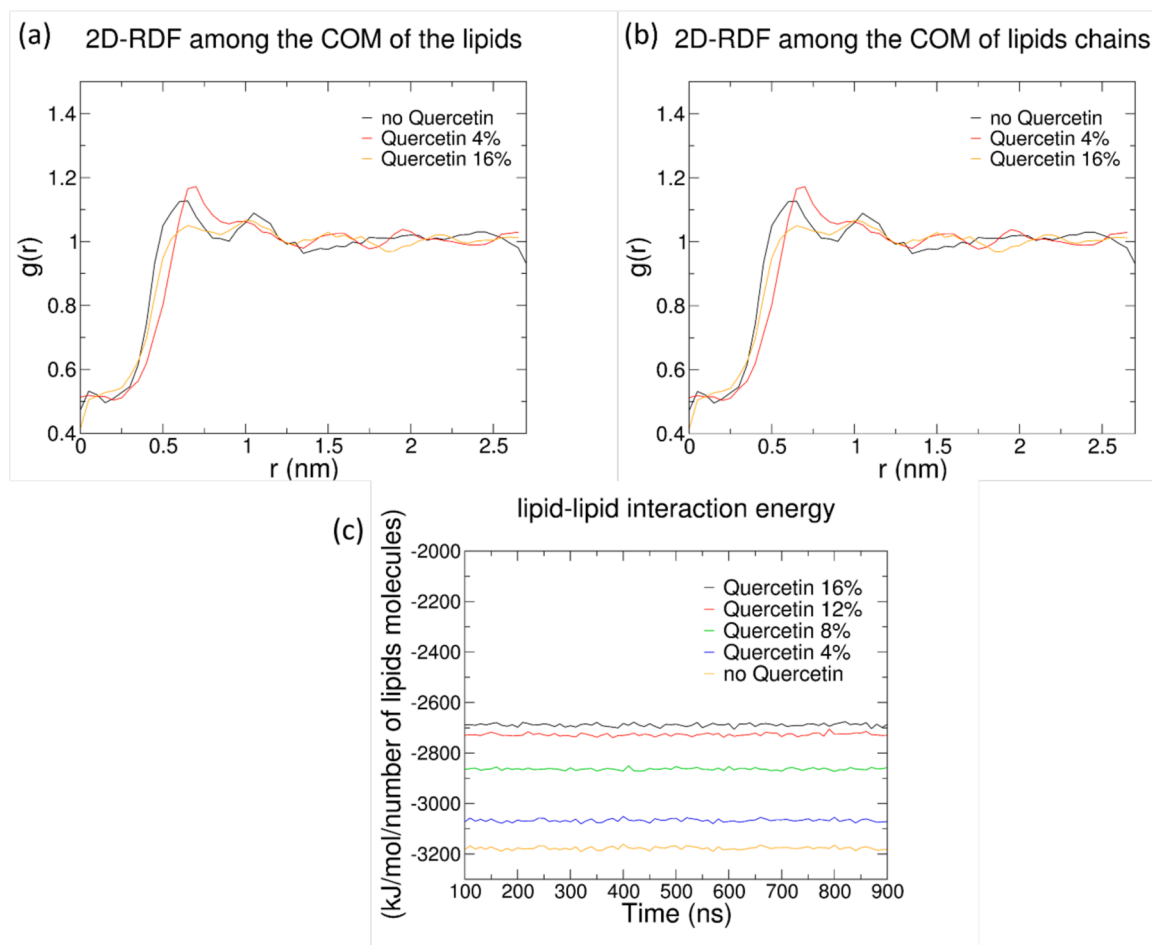 (a) 2D-RDF among the COM of the lipids
no Quercetin
Quercetin 4%
Quercetin 16%
1.4
1.2
1
0.8
0.6
0.4
g(r)
0 0.5 1 1.5 2 2.5
r (nm)
(b) 2D-RDF among the COM of lipids chains
no Quercetin
Quercetin 4%
Quercetin 16%
1.4
1.2
1
0.8
0.6
0.4
g(r)
0 0.5 1 1.5 2 2.5
r (nm)
(c) lipid-lipid interaction energy
(kJ/mol/number of lipids molecules)
Quercetin 16%
Quercetin 12%
Quercetin 8%
Quercetin 4%
no Quercetin
-2000
-2200
-2400
-2600
-2800
-3000
-3200
100 200 300 400 500 600 700 800 900
Time (ns)